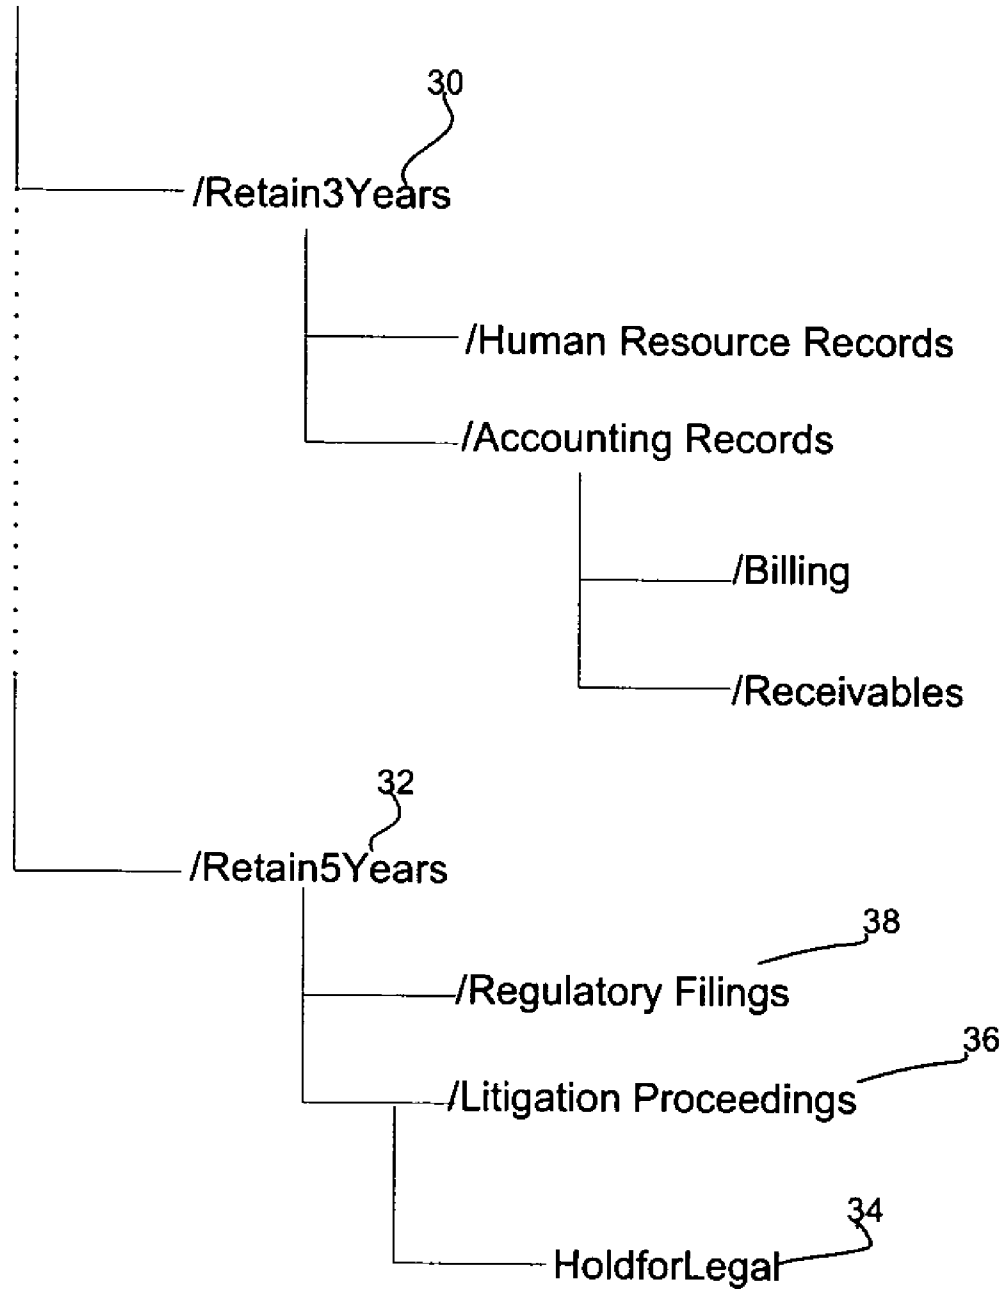 30
/Retain3Years
/Human Resource Records
/Accounting Records
/Billing
/Receivables
32
/Retain5Years
38
/Regulatory Filings
36
/Litigation Proceedings
34
HoldforLegal